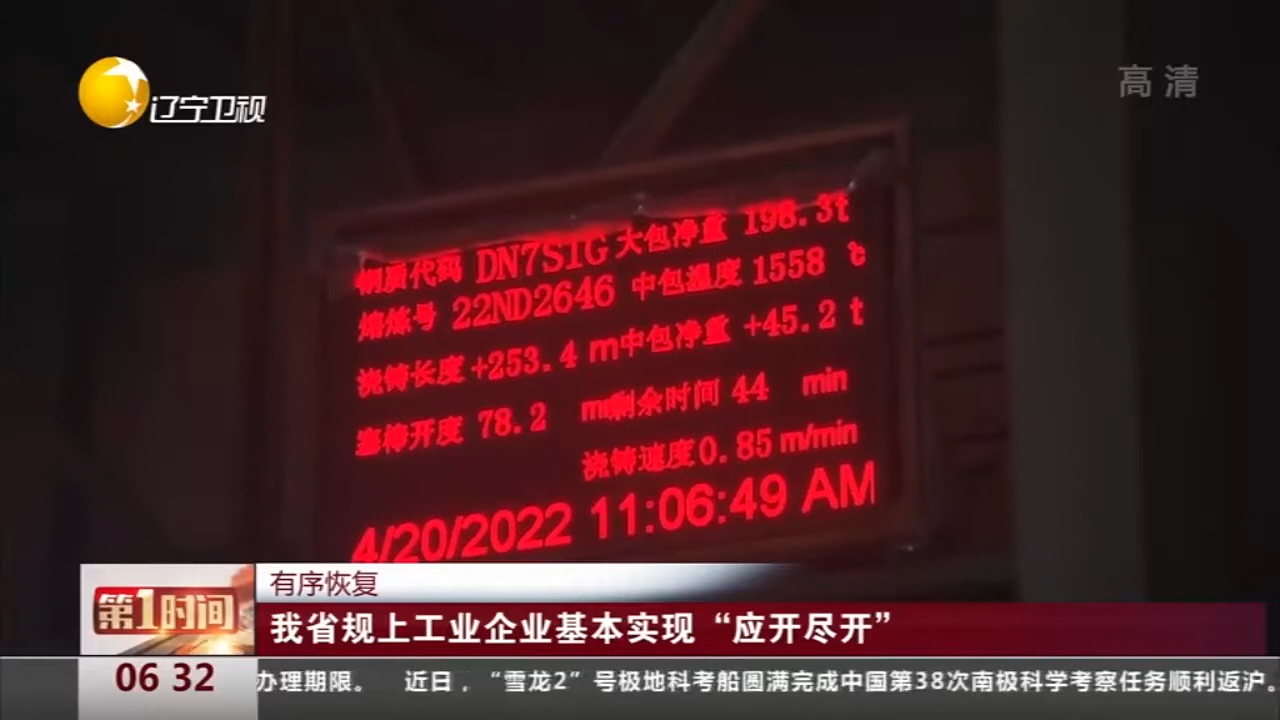 辽宁卫视
高清
钢质代码 DN7S1G 大包净重 198.3t
熔炼号 22ND2646 中包温度 1558 ℃
浇铸长度 +253.4 m中包净重 +45.2 t
塞棒开度 78.2 m剩余时间 44 min
浇铸速度0.85 m/min
4/20/2022 11:06:49 AM
第1时间
有序恢复
我省规上工业企业基本实现“应开尽开”
06 32
办理期限。 近日，“雪龙2”号极地科考船圆满完成中国第38次南极科学考察任务顺利返沪。